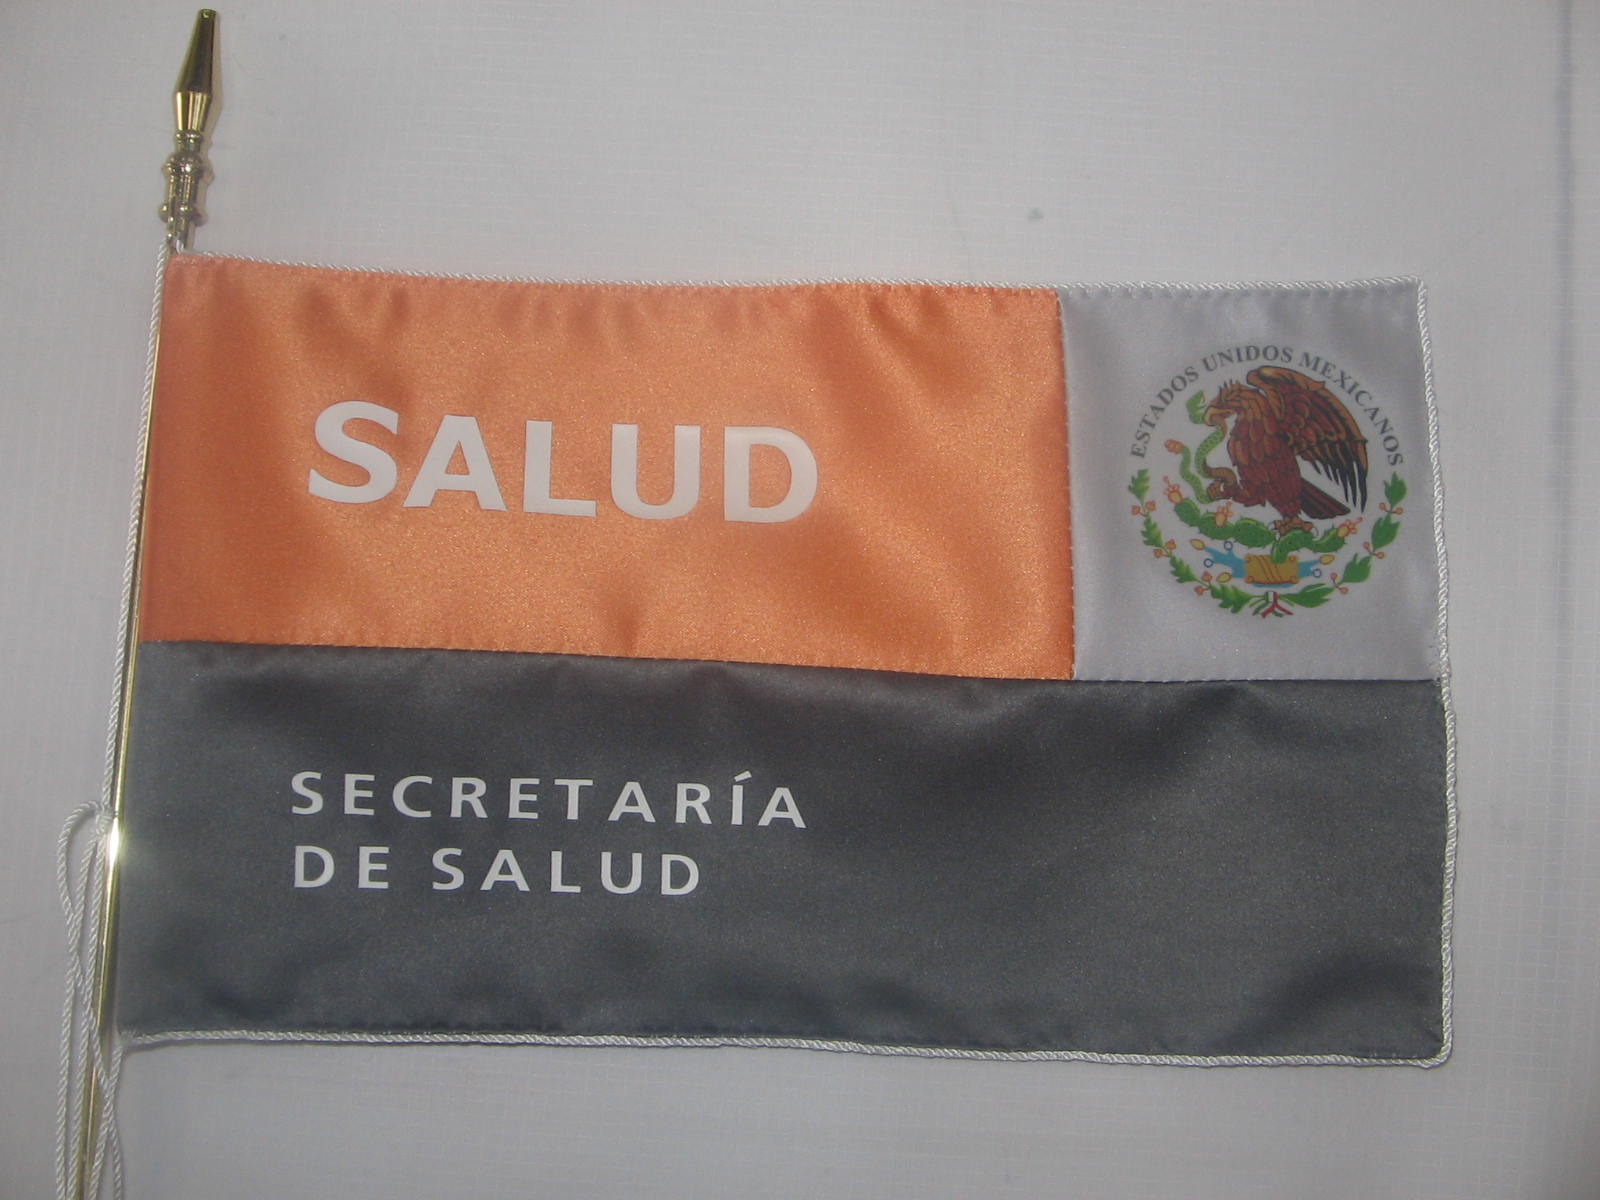 SALUD
ESTADOS UNIDOS MEXICANOS
SECRETARÍA
DE SALUD